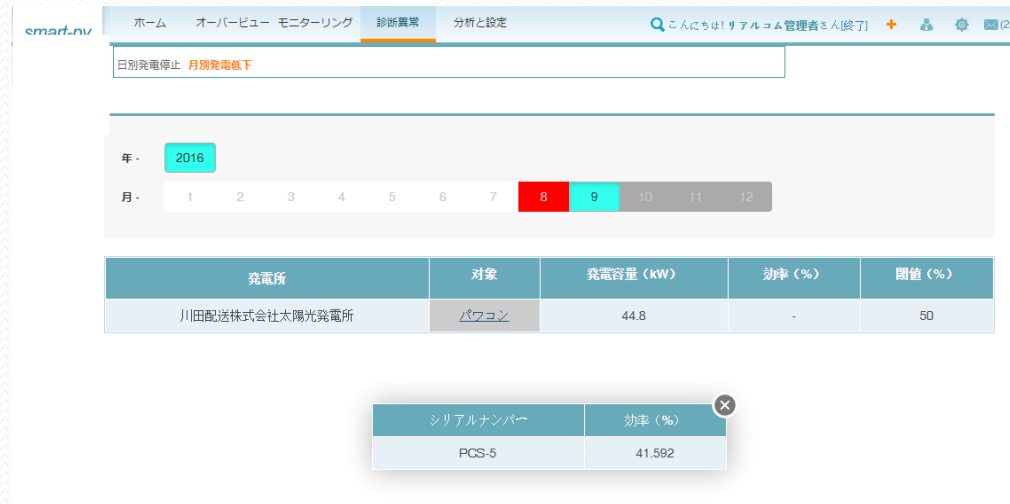 smart-pv ホーム オーバービュー モニターリング 診断異常 分析と設定 こんにちは!リアルコム管理者さん[終了] (2
日別発電停止 月別発電低下
年 - 2016
月 - 1 2 3 4 5 6 7 8 9 10 11 12
発電所 対象 発電容量（kW） 効率（%） 閾値（%）
川田配送株式会社太陽光発電所 パワコン 44.8 - 50
シリアルナンバー 効率（%）
PCS-5 41.592